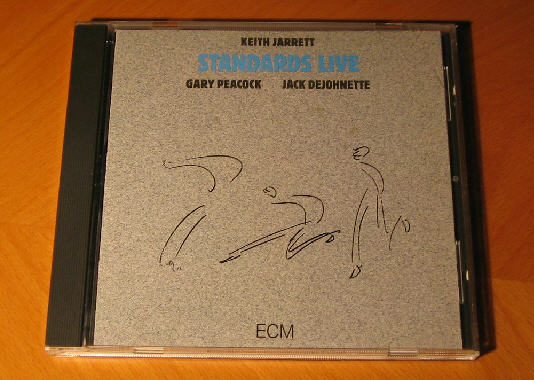 KEITH JARRETT
STANDARDS LIVE
GARY PEACOCK JACK DEJOHNETTE
ECM